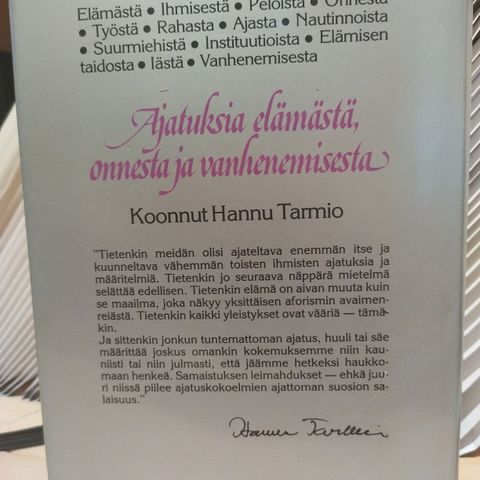 Elämästä ● Ihmisestä ● Peloista ● Onnesta
● Työstä ● Rahasta ● Ajasta ● Nautinnoista
● Suurmiehistä ● Instituutioista ● Elämisen
taidosta ● Iästä ● Vanhenemisesta
Ajatuksia elämästä,
onnesta ja vanhenemisesta
Koonnut Hannu Tarmio
"Tietenkin meidän olisi ajateltava enemmän itse ja
kuunneltava vähemmän toisten ihmisten ajatuksia ja
määritelmiä. Tietenkin jo seuraava näppärä mietelmä
selättää edellisen. Tietenkin elämä on aivan muuta kuin
se maailma, joka näkyy yksittäisen aforismin avaimen-
reiästä. Tietenkin kaikki yleistykset ovat vääriä — tämä-
kin.
Ja sittenkin jonkun tuntemattoman ajatus, huuli tai säe
määrittää joskus omankin kokemuksemme niin kau-
niisti tai niin julmasti, että jäämme hetkeksi haukko-
maan henkeä. Samaistuksen leimahdukset — ehkä juu-
ri niissä piilee ajatuskokoelmien ajattoman suosion sa-
laisuus."
Hannu Tarmio